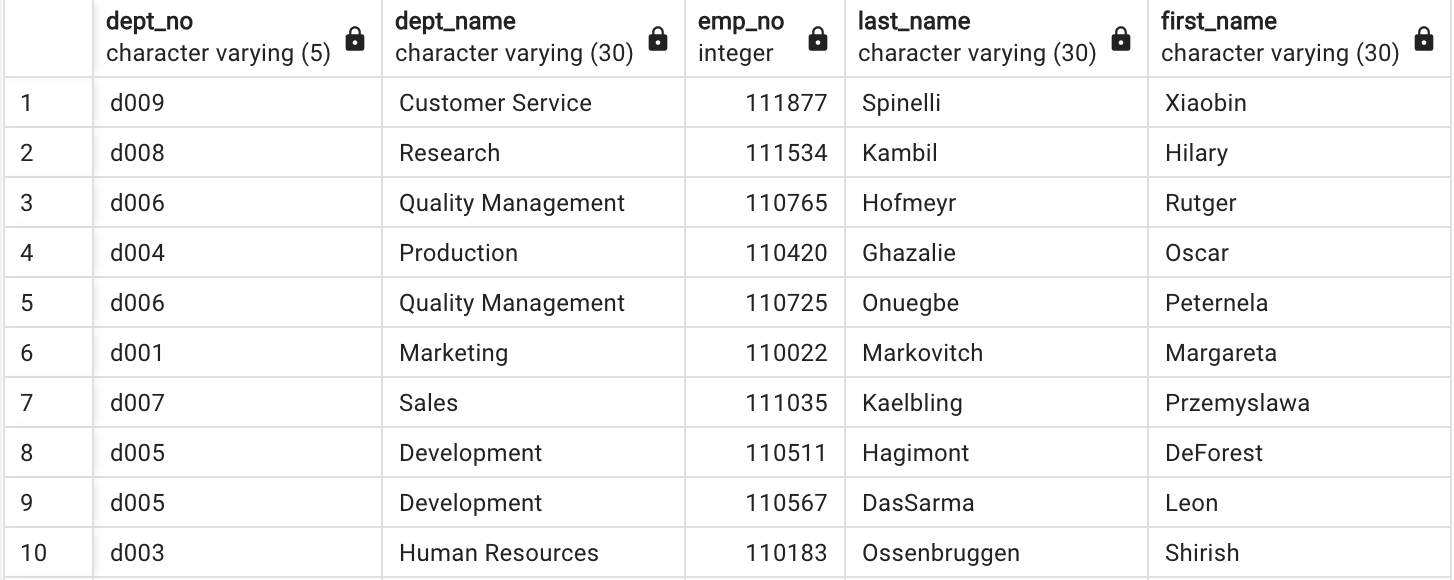 dept_no dept_name emp_no last_name first_name
character varying (5) character varying (30) integer character varying (30) character varying (30)
1 d009 Customer Service 111877 Spinelli Xiaobin
2 d008 Research 111534 Kambil Hilary
3 d006 Quality Management 110765 Hofmeyr Rutger
4 d004 Production 110420 Ghazalie Oscar
5 d006 Quality Management 110725 Onuegbe Peternela
6 d001 Marketing 110022 Markovitch Margareta
7 d007 Sales 111035 Kaelbling Przemyslawa
8 d005 Development 110511 Hagimont DeForest
9 d005 Development 110567 DasSarma Leon
10 d003 Human Resources 110183 Ossenbruggen Shirish